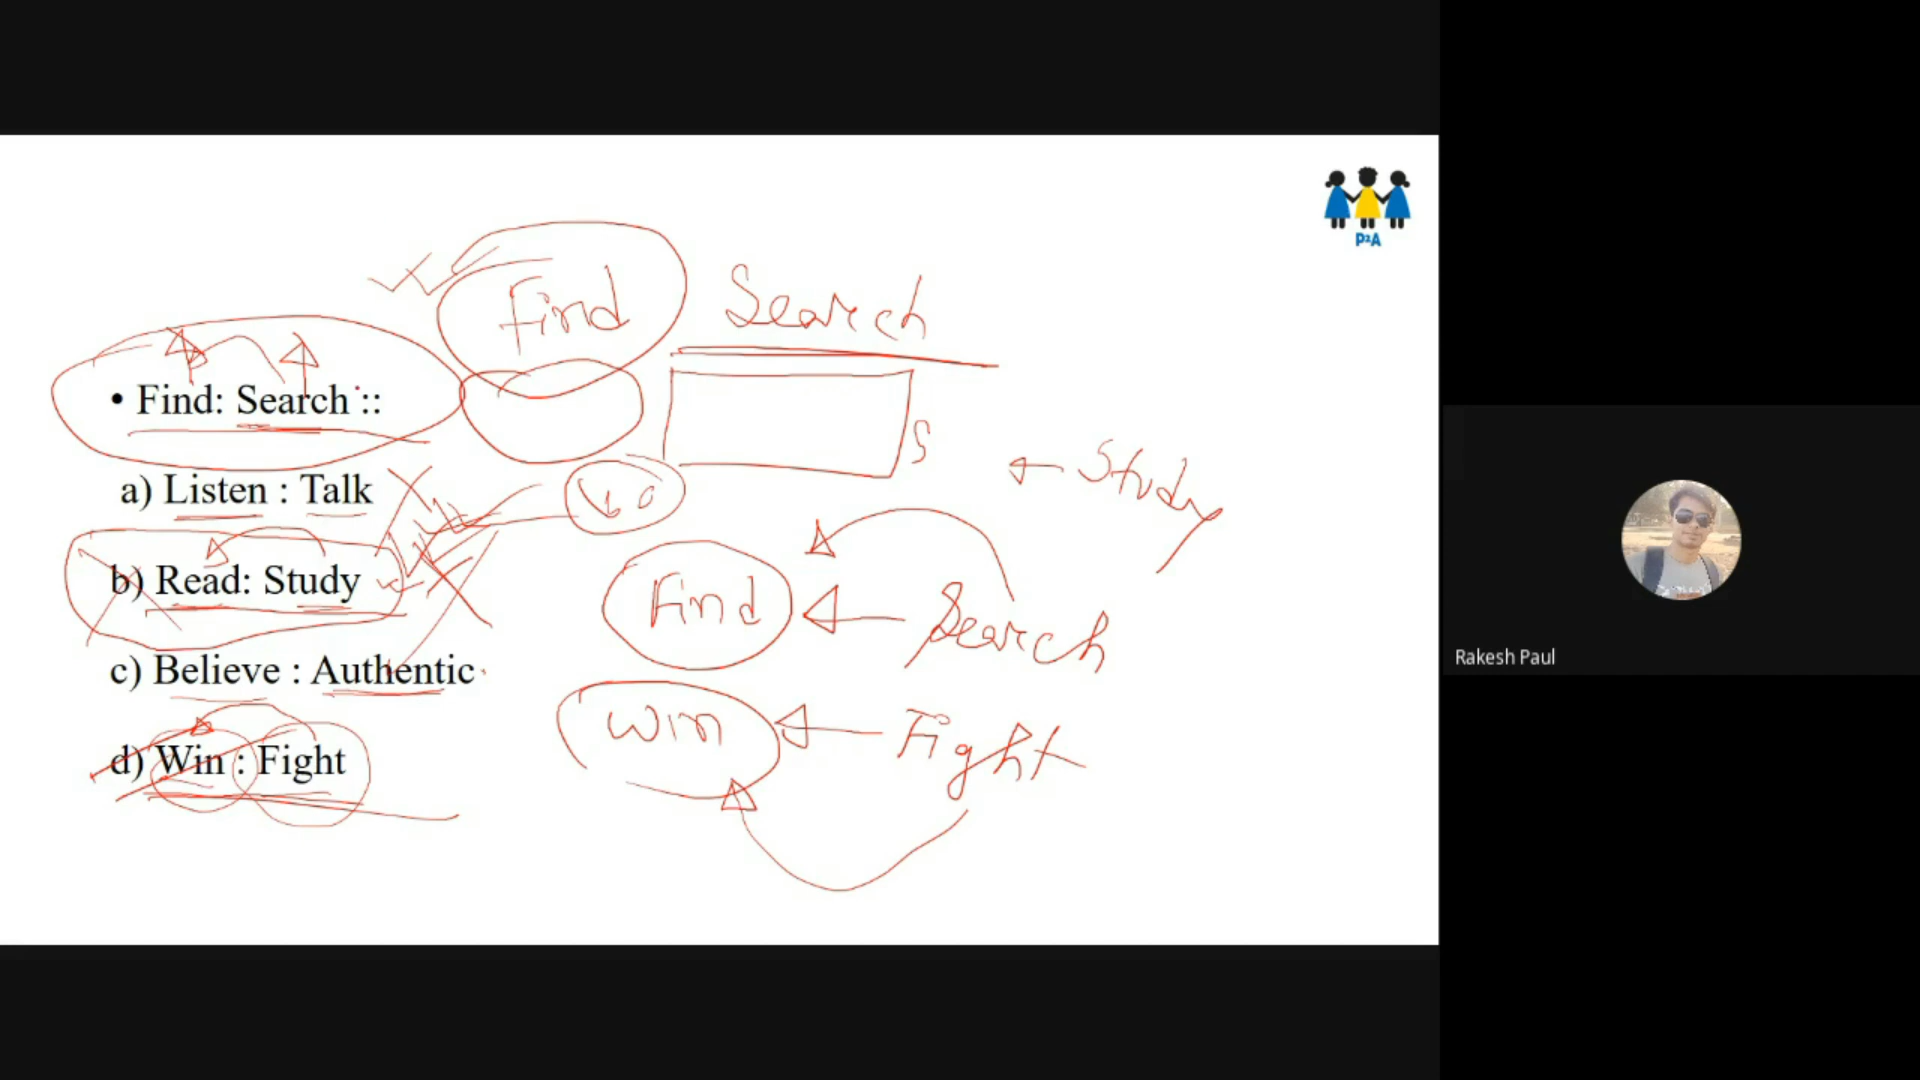 P²A
Find Search
• Find: Search ::
S
Study
a) Listen : Talk
b) Read: Study
Find Search
c) Believe : Authentic
Rakesh Paul
Win Fight
d) Win : Fight